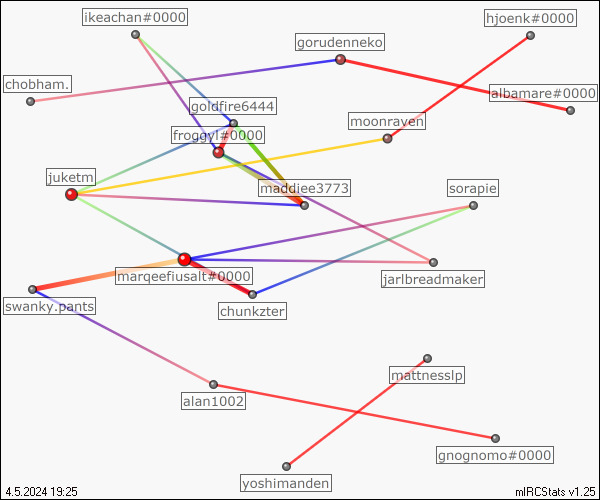 ikeachan#0000
hjoenk#0000
gorudenneko
chobham.
albamare#0000
goldfire6444
moonraven
froggyl#0000
juketm
maddiee3773
sorapie
marqeefiusalt#0000
jarlbreadmaker
swanky.pants
chunkzter
mattnesslp
alan1002
gnognomo#0000
yoshimanden
4.5.2024 19:25
mIRCStats v1.25